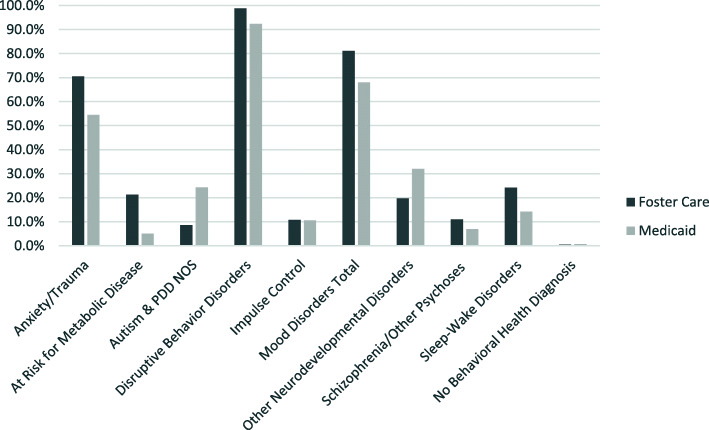 100.0%
90.0%
80.0%
70.0%
60.0%
50.0%
40.0%
30.0%
20.0%
10.0%
0.0%
Anxiety/Trauma
At Risk for Metabolic Disease
Autism & PDD NOS
Disruptive Behavior Disorders
Impulse Control
Mood Disorders Total
Other Neurodevelopmental Disorders
Schizophrenia/Other Psychoses
Sleep-Wake Disorders
No Behavioral Health Diagnosis
Foster Care
Medicaid